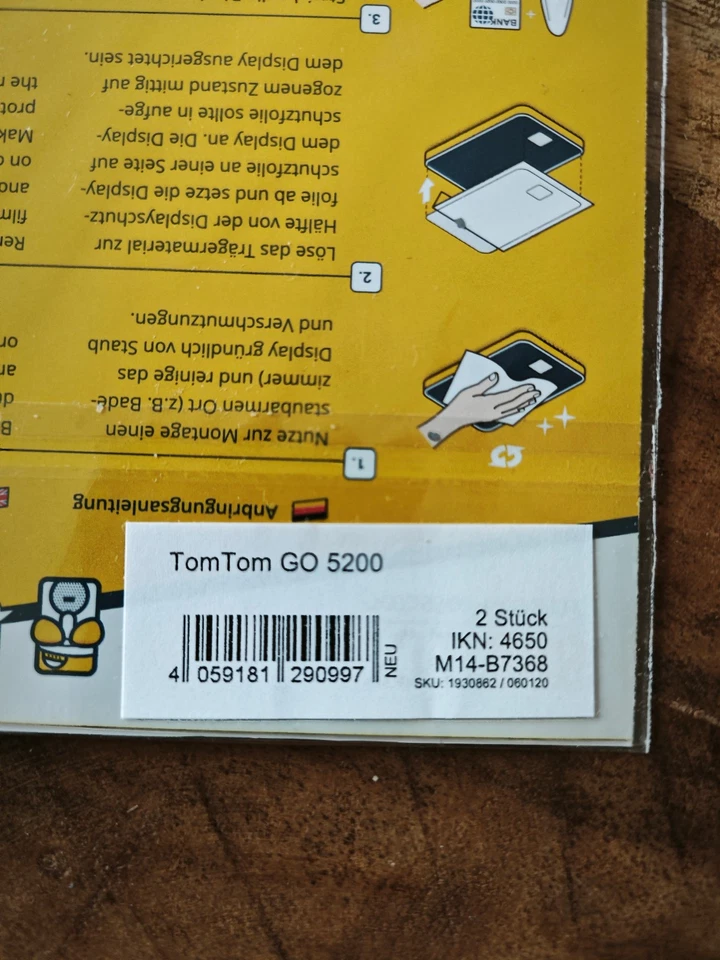 TomTom GO 5200
4 059181 290997
NEU
2 Stück
IKN: 4650
M14-B7368
SKU: 1930862 / 060120
Anbringungsanleitung
1.
Nutze zur Montage einen
staubarmen Ort (z.B. Bade-
zimmer) und reinige das
Display gründlich von Staub
und Verschmutzungen.
2.
Löse das Trägermaterial zur
Hälfte von der Displayschutz-
folie ab und setze die Display-
schutzfolie an einer Seite auf
dem Display an. Die Display-
schutzfolie sollte in aufge-
zogenem Zustand mittig auf
dem Display ausgerichtet sein.
3.
BANK